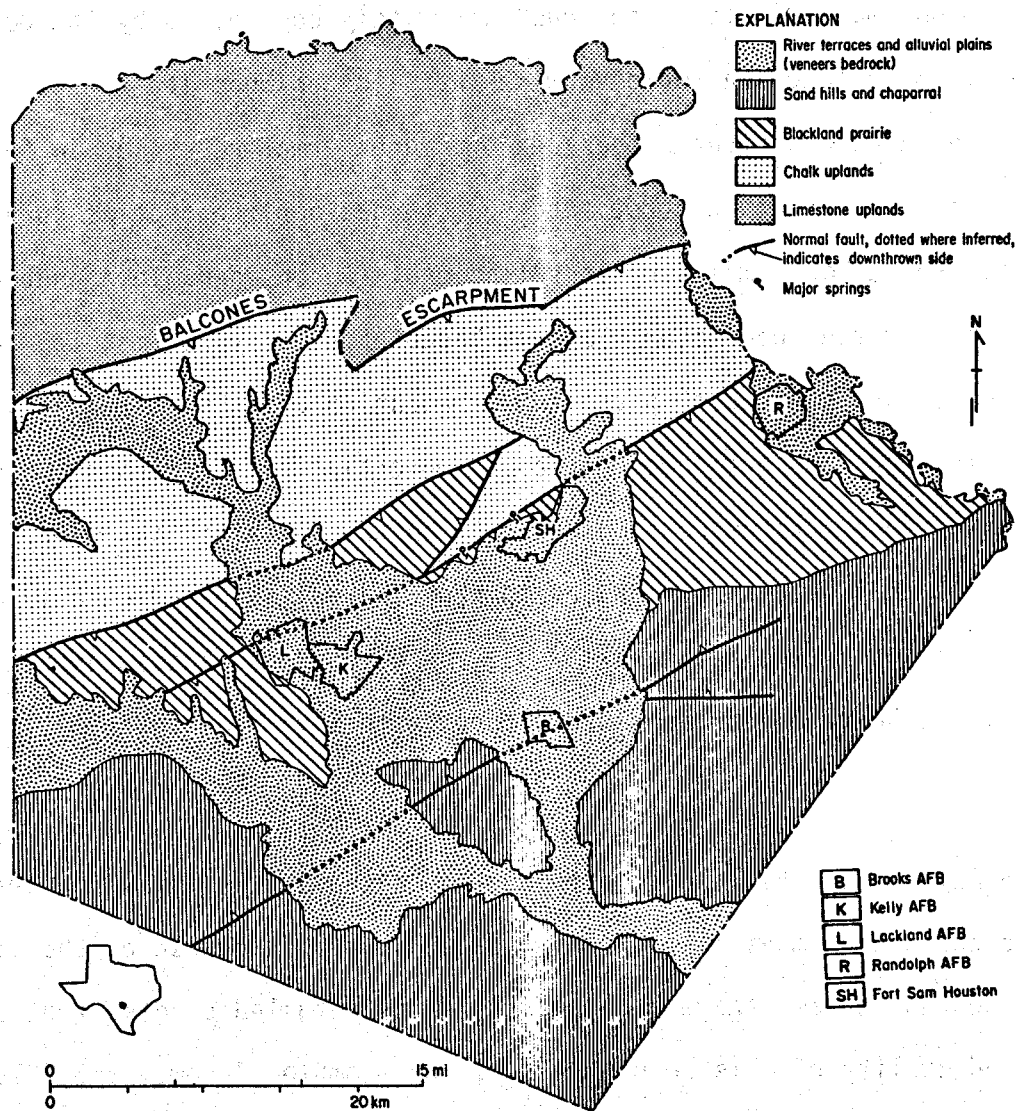 EXPLANATION
River terraces and alluvial plains
(veneers bedrock)
Sand hills and chaparral
Blackland prairie
Chalk uplands
Limestone uplands
Normal fault, dotted where inferred,
indicates downthrown side
Major springs
BALCONES
ESCARPMENT
N
R
SH
L
K
B
B Brooks AFB
K Kelly AFB
L Lackland AFB
R Randolph AFB
SH Fort Sam Houston
0 15 mi
0 20 km